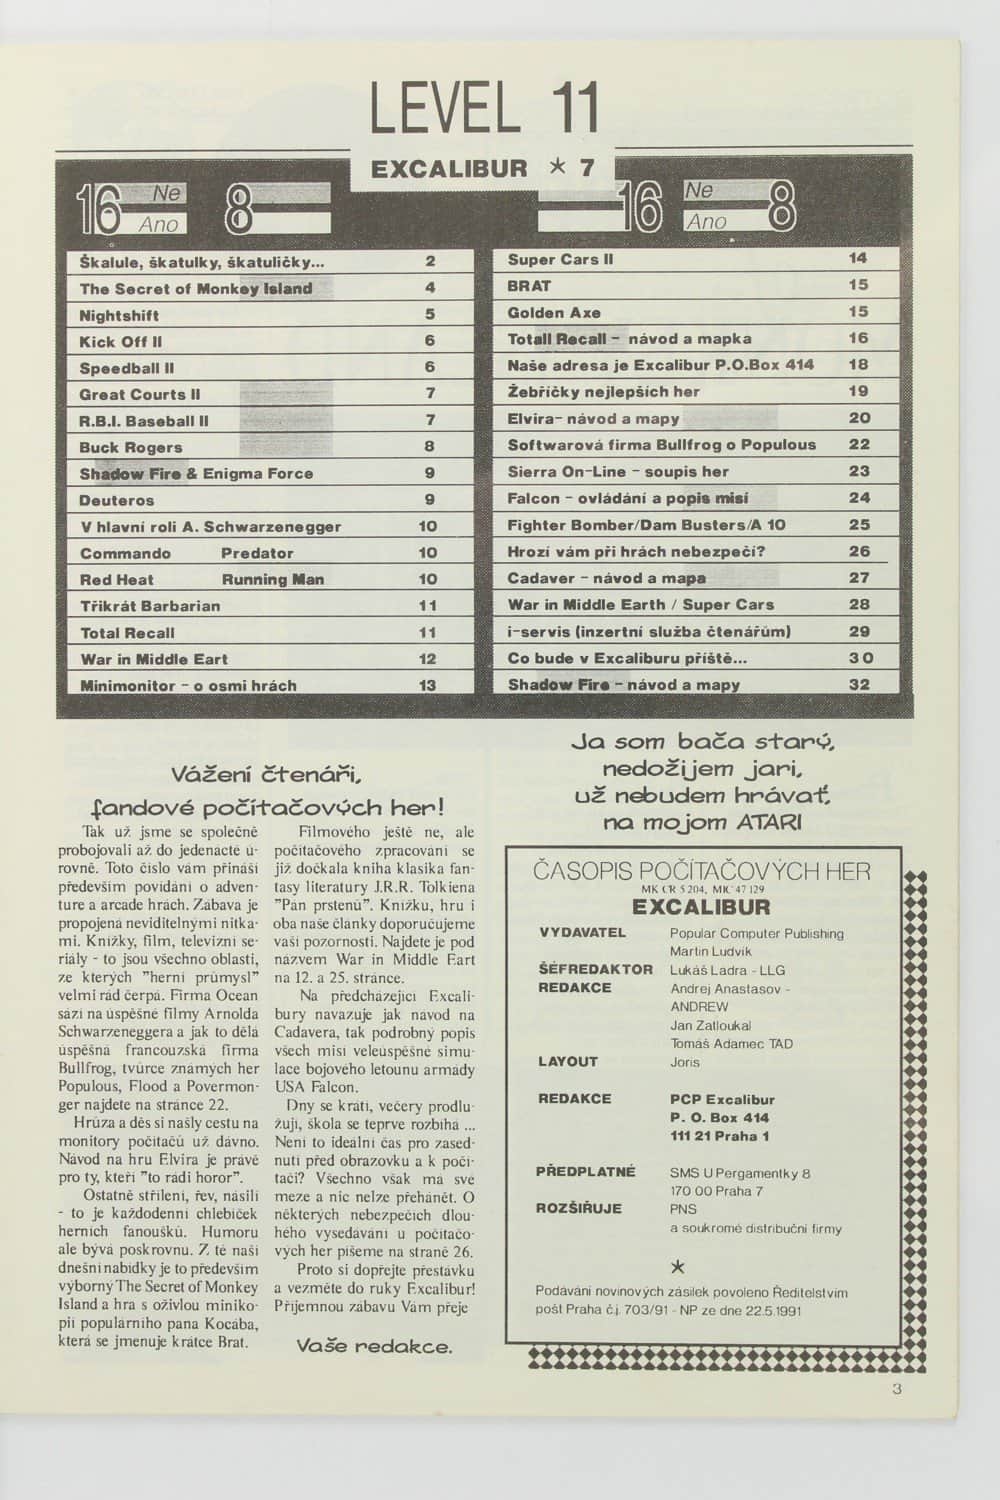 LEVEL 11
EXCALIBUR * 7
16 Ne Ano 8
16 Ne Ano 8
Škalule, škatulky, škatuličky... 2
The Secret of Monkey Island 4
Nightshift 5
Kick Off II 6
Speedball II 6
Great Courts II 7
R.B.I. Baseball II 7
Buck Rogers 8
Shadow Fire & Enigma Force 9
Deuteros 9
V hlavní roli A. Schwarzenegger 10
Commando Predator 10
Red Heat Running Man 10
Třikrát Barbarian 11
Total Recall 11
War in Middle Eart 12
Minimonitor - o osmi hrách 13
Super Cars II 14
BRAT 15
Golden Axe 15
Totall Recall - návod a mapka 16
Naše adresa je Excalibur P.O.Box 414 18
Žebříčky nejlepších her 19
Elvira- návod a mapy 20
Softwarová firma Bullfrog o Populous 22
Sierra On-Line - soupis her 23
Falcon - ovládání a popis misí 24
Fighter Bomber/Dam Busters/A 10 25
Hrozí vám při hrách nebezpečí? 26
Cadaver - návod a mapa 27
War in Middle Earth / Super Cars 28
i-servis (inzertní služba čtenářům) 29
Co bude v Excaliburu příště... 30
Shadow Fire - návod a mapy 32
Vážení čtenáři,
fandové počítačových her!
Tak už jsme se společně
probojovali až do jedenácté ú-
rovně. Toto číslo vám přináší
především povídání o adven-
ture a arcade hrách. Zábava je
propojena neviditelnými nitka-
mi. Knížky, film, televizní se-
riály - to jsou všechno oblasti,
ze kterých "herní průmysl"
velmi rád čerpá. Firma Ocean
sází na úspěšné filmy Arnolda
Schwarzeneggera a jak to dělá
úspěšná francouzská firma
Bullfrog, tvůrce známých her
Populous, Flood a Povermon-
ger najdete na stránce 22.
Hrůza a děs si našly cestu na
monitory počítačů už dávno.
Návod na hru Elvira je právě
pro ty, kteří "to rádi horor".
Ostatně střílení, řev, násilí
- to je každodenní chlebíček
herních fanoušků. Humoru
ale bývá poskrovnu. Z té naší
dnešní nabídky je to především
výborný The Secret of Monkey
Island a hra s oživlou miniko-
pií populárního pana Kocába,
která se jmenuje krátce Brat.
Filmového ještě ne, ale
počítačového zpracování se
již dočkala kniha klasika fan-
tasy literatury J.R.R. Tolkiena
"Pán prstenů". Knížku, hru i
oba naše články doporučujeme
vaší pozornosti. Najdete je pod
názvem War in Middle Eart
na 12. a 25. stránce.
Na předcházející Excali-
bury navazuje jak návod na
Cadavera, tak podrobný popis
všech misí veleúspěšné simu-
lace bojového letounu armády
USA Falcon.
Dny se krátí, večery prodlu-
žují, škola se teprve rozbíhá ...
Není to ideální čas pro zased-
nutí před obrazovku a k počí-
tači? Všechno však má své
meze a nic nelze přehánět. O
některých nebezpečích dlou-
hého vysedávání u počítačo-
vých her píšeme na straně 26.
Proto si dopřejte přestávku
a vezměte do ruky Excalibur!
Příjemnou zábavu Vám přeje
Vaše redakce.
Ja som bača starý,
nedožijem jari,
už nebudem hrávať,
na mojom ATARI
ČASOPIS POČÍTAČOVÝCH HER
MK ČR 5204, MIČ 47 129
EXCALIBUR
VYDAVATEL Popular Computer Publishing
Martin Ludvík
ŠÉFREDAKTOR Lukáš Ladra - LLG
REDAKCE Andrej Anastasov -
ANDREW
Jan Zatloukal
Tomáš Adamec TAD
LAYOUT Joris
REDAKCE PCP Excalibur
P. O. Box 414
111 21 Praha 1
PŘEDPLATNÉ SMS U Pergamentky 8
170 00 Praha 7
ROZŠIŘUJE PNS
a soukromé distribuční firmy
*
Podávání novinových zásilek povoleno Ředitelstvím
pošt Praha č.j. 703/91 - NP ze dne 22.5.1991
3